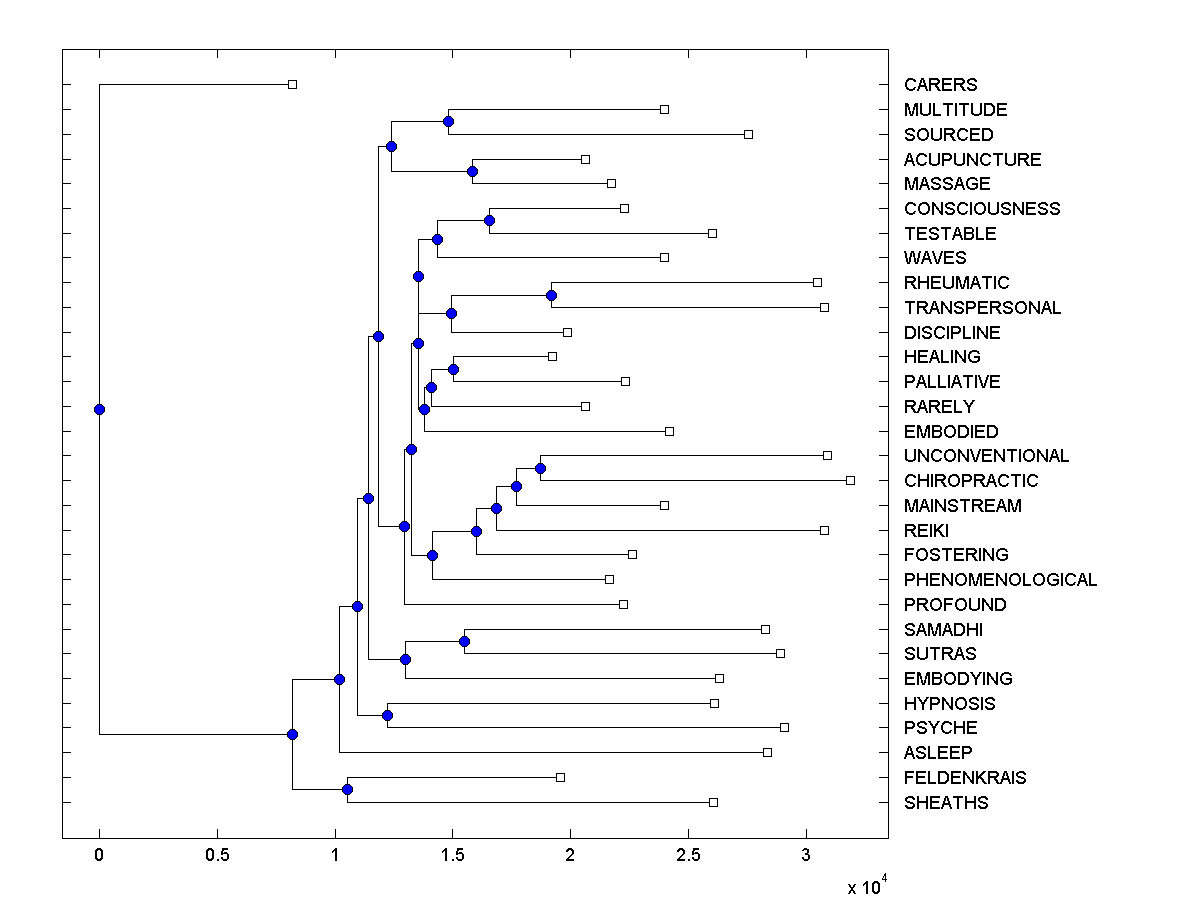 CARERS
MULTITUDE
SOURCED
ACUPUNCTURE
MASSAGE
CONSCIOUSNESS
TESTABLE
WAVES
RHEUMATIC
TRANSPERSONAL
DISCIPLINE
HEALING
PALLIATIVE
RARELY
EMBODIED
UNCONVENTIONAL
CHIROPRACTIC
MAINSTREAM
REIKI
FOSTERING
PHENOMENOLOGICAL
PROFOUND
SAMADHI
SUTRAS
EMBODYING
HYPNOSIS
PSYCHE
ASLEEP
FELDENKRAIS
SHEATHS
0 0.5 1 1.5 2 2.5 3
x 10^4